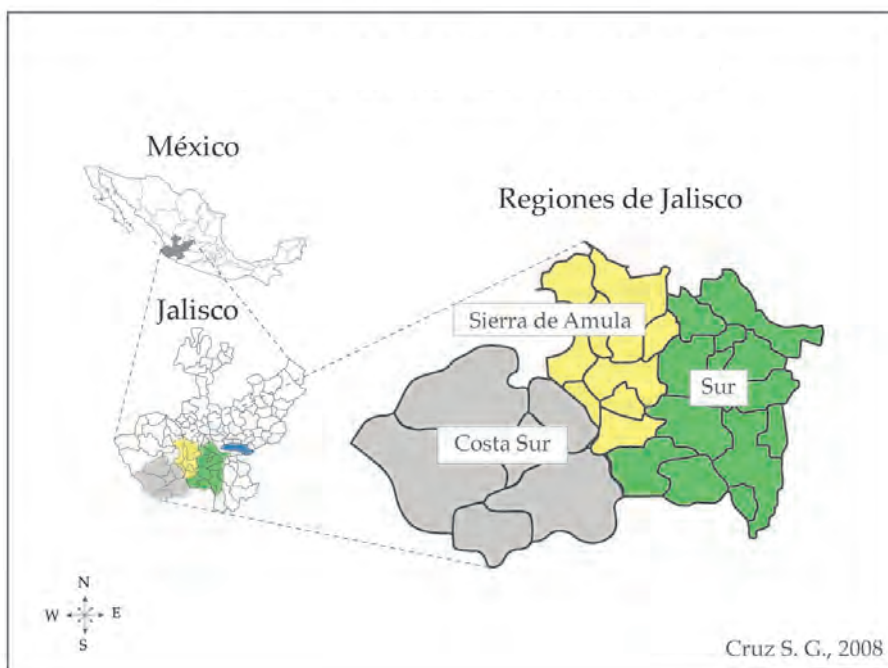 México
Regiones de Jalisco
Jalisco
Sierra de Amula
Sur
Costa Sur
N
W E
S
Cruz S. G., 2008